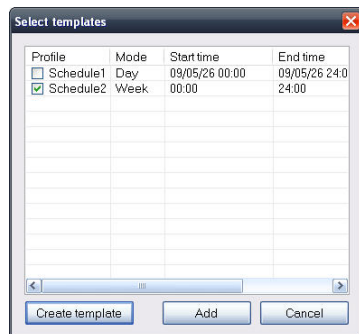 Select templates
Profile Mode Start time End time
Schedule1 Day 09/05/26 00:00 09/05/26 24:0
Schedule2 Week 00:00 24:00
Create template Add Cancel